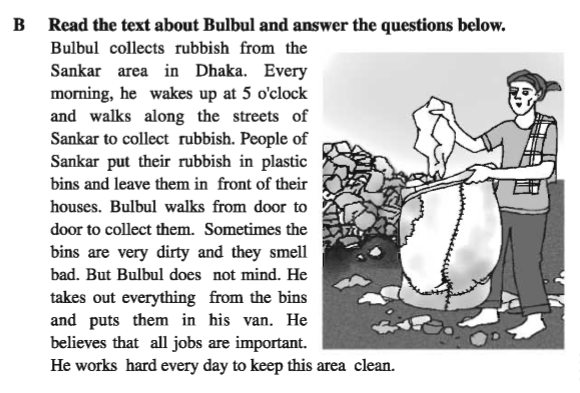 B Read the text about Bulbul and answer the questions below.
Bulbul collects rubbish from the
Sankar area in Dhaka. Every
morning, he wakes up at 5 o'clock
and walks along the streets of
Sankar to collect rubbish. People of
Sankar put their rubbish in plastic
bins and leave them in front of their
houses. Bulbul walks from door to
door to collect them. Sometimes the
bins are very dirty and they smell
bad. But Bulbul does not mind. He
takes out everything from the bins
and puts them in his van. He
believes that all jobs are important.
He works hard every day to keep this area clean.